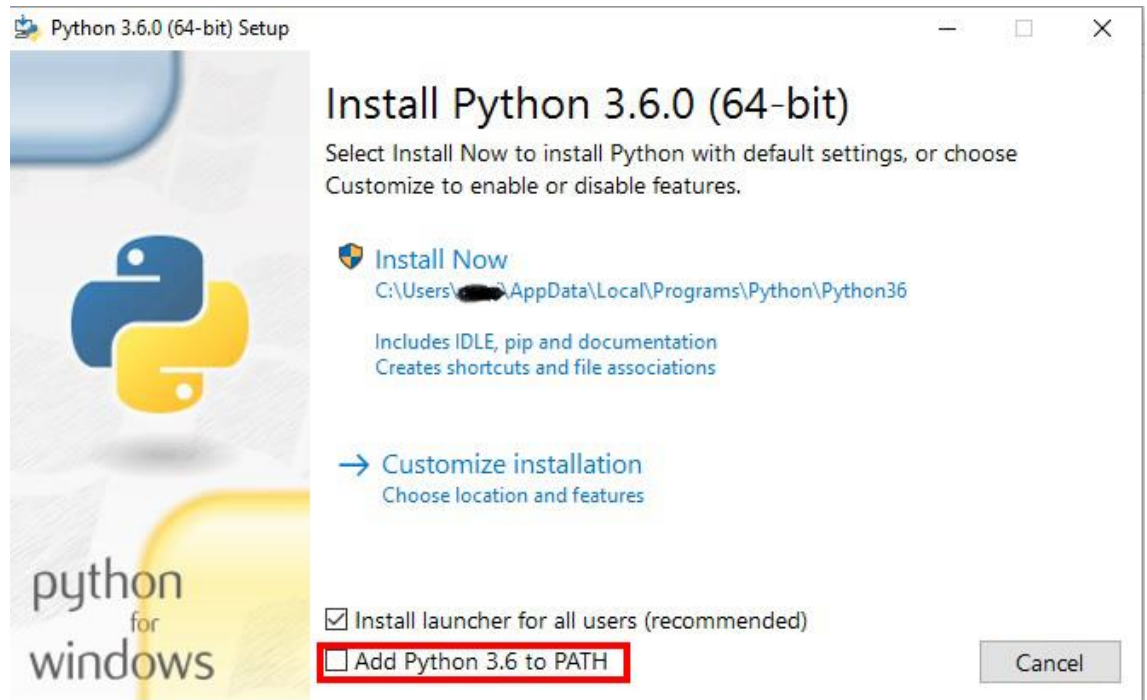 Python 3.6.0 (64-bit) Setup
Install Python 3.6.0 (64-bit)
Select Install Now to install Python with default settings, or choose
Customize to enable or disable features.
Install Now
C:\Users\ \AppData\Local\Programs\Python\Python36
Includes IDLE, pip and documentation
Creates shortcuts and file associations
Customize installation
Choose location and features
python
for
windows
Install launcher for all users (recommended)
Add Python 3.6 to PATH
Cancel